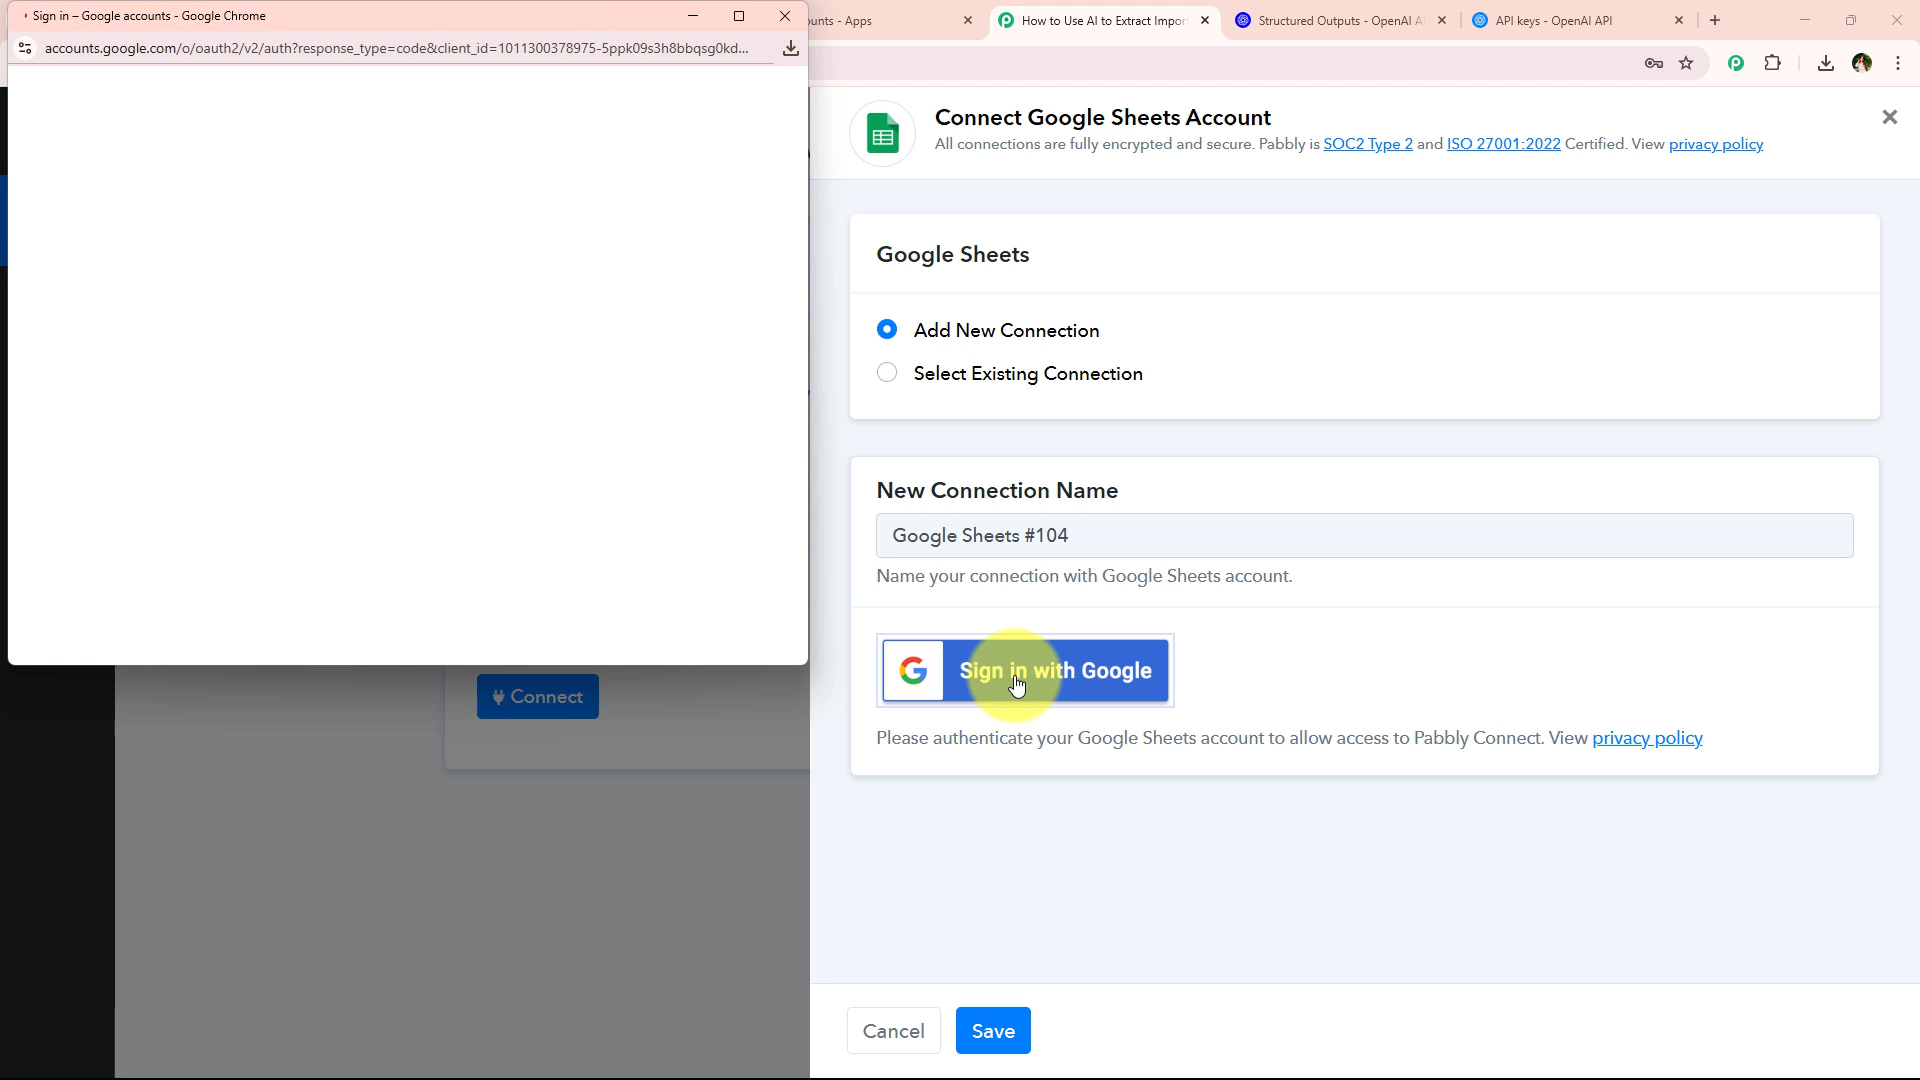 Sign in – Google accounts - Google Chrome
accounts.google.com/o/oauth2/v2/auth?response_type=code&client_id=1011300378975-5ppk09s3h8bbqsg0kd...
unts - Apps
How to Use AI to Extract Impor
Structured Outputs - OpenAI A
API keys - OpenAI API
Connect Google Sheets Account
All connections are fully encrypted and secure. Pabbly is SOC2 Type 2 and ISO 27001:2022 Certified. View privacy policy
Google Sheets
Add New Connection
Select Existing Connection
New Connection Name
Google Sheets #104
Name your connection with Google Sheets account.
Sign in with Google
Please authenticate your Google Sheets account to allow access to Pabbly Connect. View privacy policy
Connect
Cancel
Save